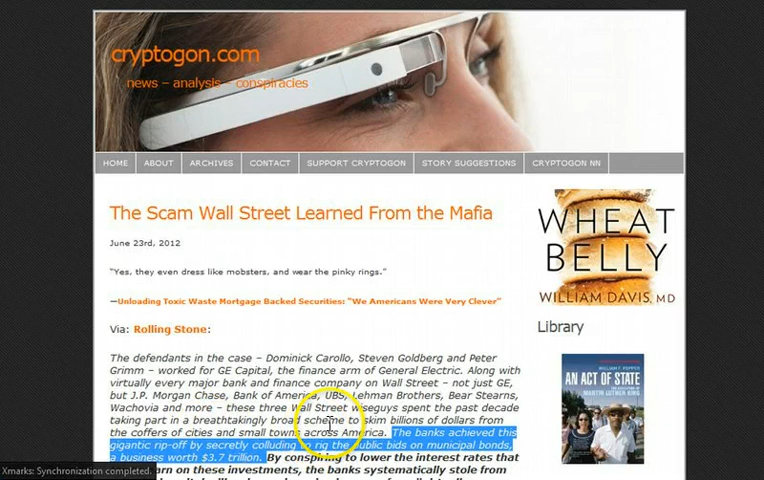 cryptogon.com
news – analysis – conspiracies
HOME ABOUT ARCHIVES CONTACT SUPPORT CRYPTOGON STORY SUGGESTIONS CRYPTOGON NN
The Scam Wall Street Learned From the Mafia
June 23rd, 2012
"Yes, they even dress like mobsters, and wear the pinky rings."
—Unloading Toxic Waste Mortgage Backed Securities: "We Americans Were Very Clever"
Via: Rolling Stone:
The defendants in the case – Dominick Carollo, Steven Goldberg and Peter
Grimm – worked for GE Capital, the finance arm of General Electric. Along with
virtually every major bank and finance company on Wall Street – not just GE,
but J.P. Morgan Chase, Bank of America, UBS, Lehman Brothers, Bear Stearns,
Wachovia and more – these three Wall Street wiseguys spent the past decade
taking part in a breathtakingly broad scheme to skim billions of dollars from
the coffers of cities and small towns across America. The banks achieved this
gigantic rip-off by secretly colluding to rig the public bids on municipal bonds,
a business worth $3.7 trillion. By conspiring to lower the interest rates that
earn on these investments, the banks systematically stole from
WHEAT
BELLY
WILLIAM DAVIS, MD
Library
WILLIAM F. PEPPER
AN ACT OF STATE
MARTIN LUTHER KING
Xmarks: Synchronization completed.